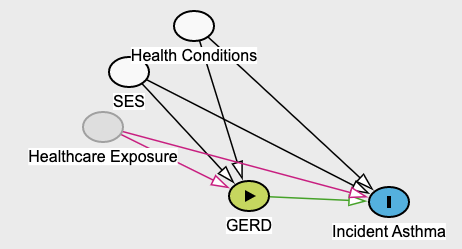 Health Conditions
SES
Healthcare Exposure
GERD
Incident Asthma